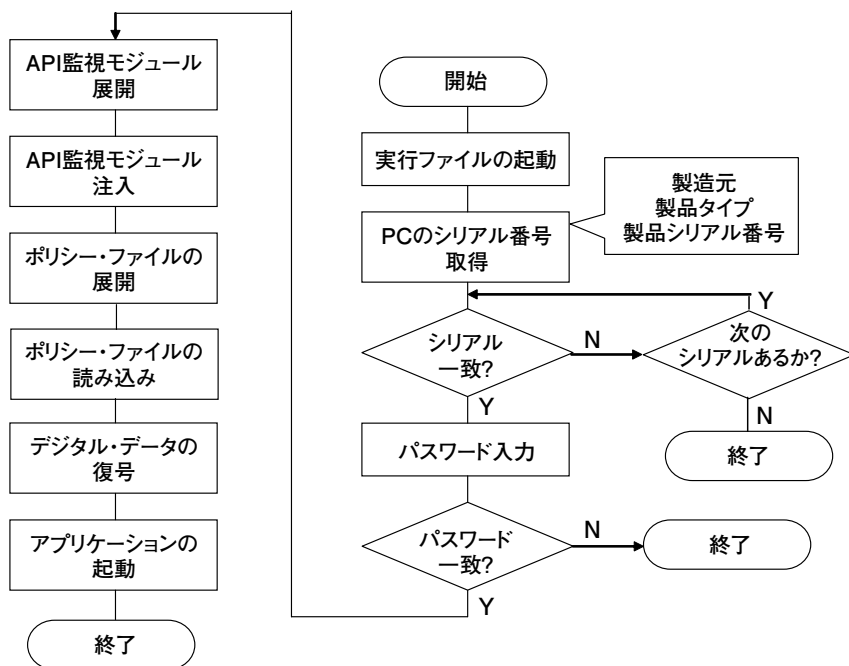 開始
実行ファイルの起動
PCのシリアル番号
取得
製造元
製品タイプ
製品シリアル番号
シリアル
一致?
N
Y
次の
シリアルあるか?
Y
N
終了
パスワード入力
パスワード
一致?
N
終了
Y
API監視モジュール
展開
API監視モジュール
注入
ポリシー・ファイルの
展開
ポリシー・ファイルの
読み込み
デジタル・データの
復号
アプリケーションの
起動
終了